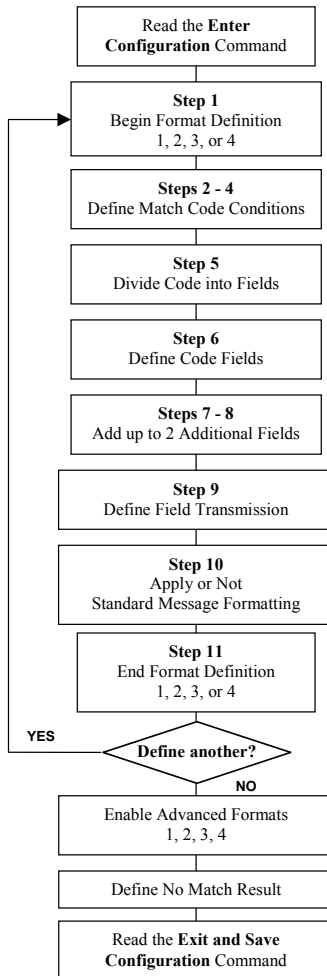 Read the Enter
Configuration Command
Step 1
Begin Format Definition
1, 2, 3, or 4
Steps 2 - 4
Define Match Code Conditions
Step 5
Divide Code into Fields
Step 6
Define Code Fields
Steps 7 - 8
Add up to 2 Additional Fields
Step 9
Define Field Transmission
Step 10
Apply or Not
Standard Message Formatting
Step 11
End Format Definition
1, 2, 3, or 4
YES
Define another?
NO
Enable Advanced Formats
1, 2, 3, 4
Define No Match Result
Read the Exit and Save
Configuration Command